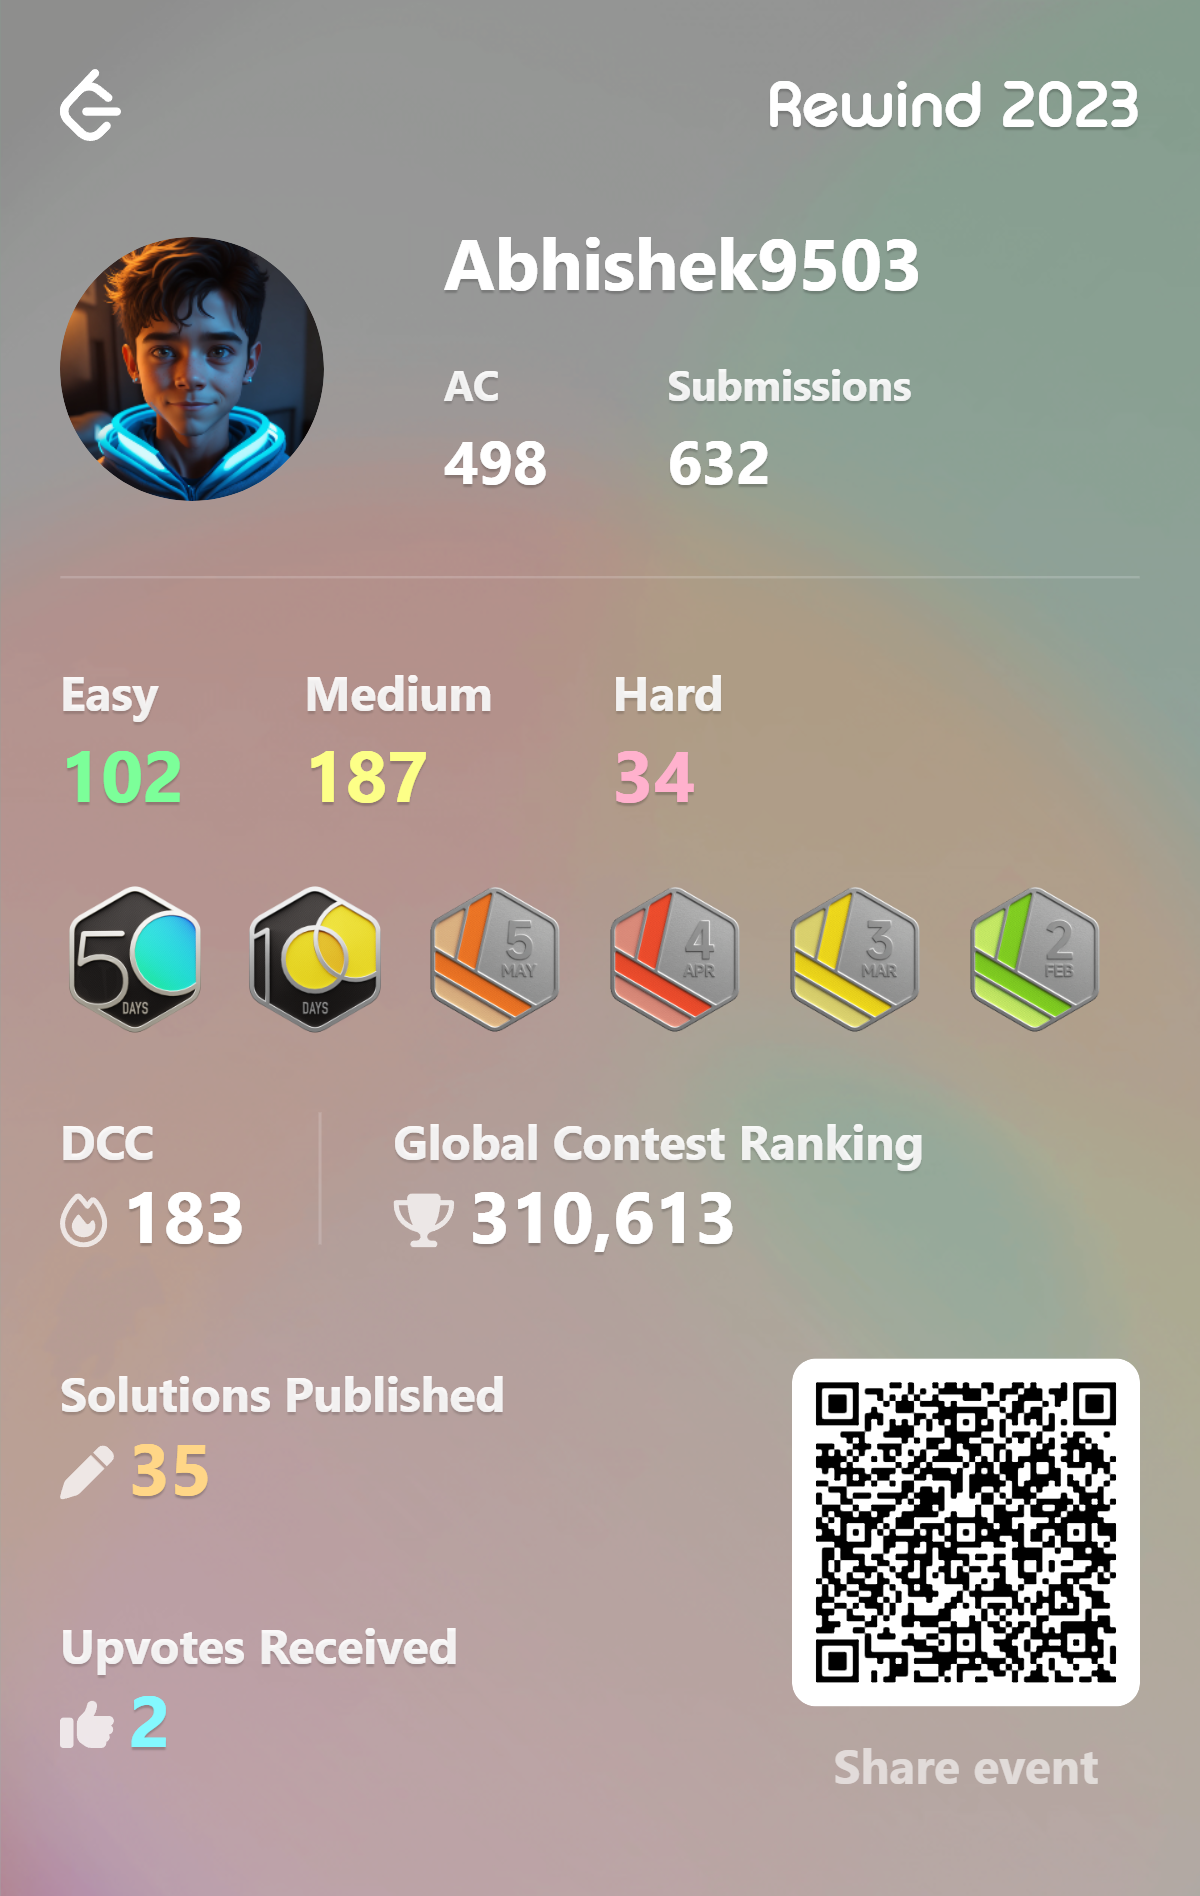 Rewind 2023
Abhishek9503
AC Submissions
498 632
Easy Medium Hard
102 187 34
50 DAYS 100 DAYS 5 MAY 4 APR 3 MAR 2 FEB
DCC Global Contest Ranking
183 310,613
Solutions Published
35
Upvotes Received
2
Share event